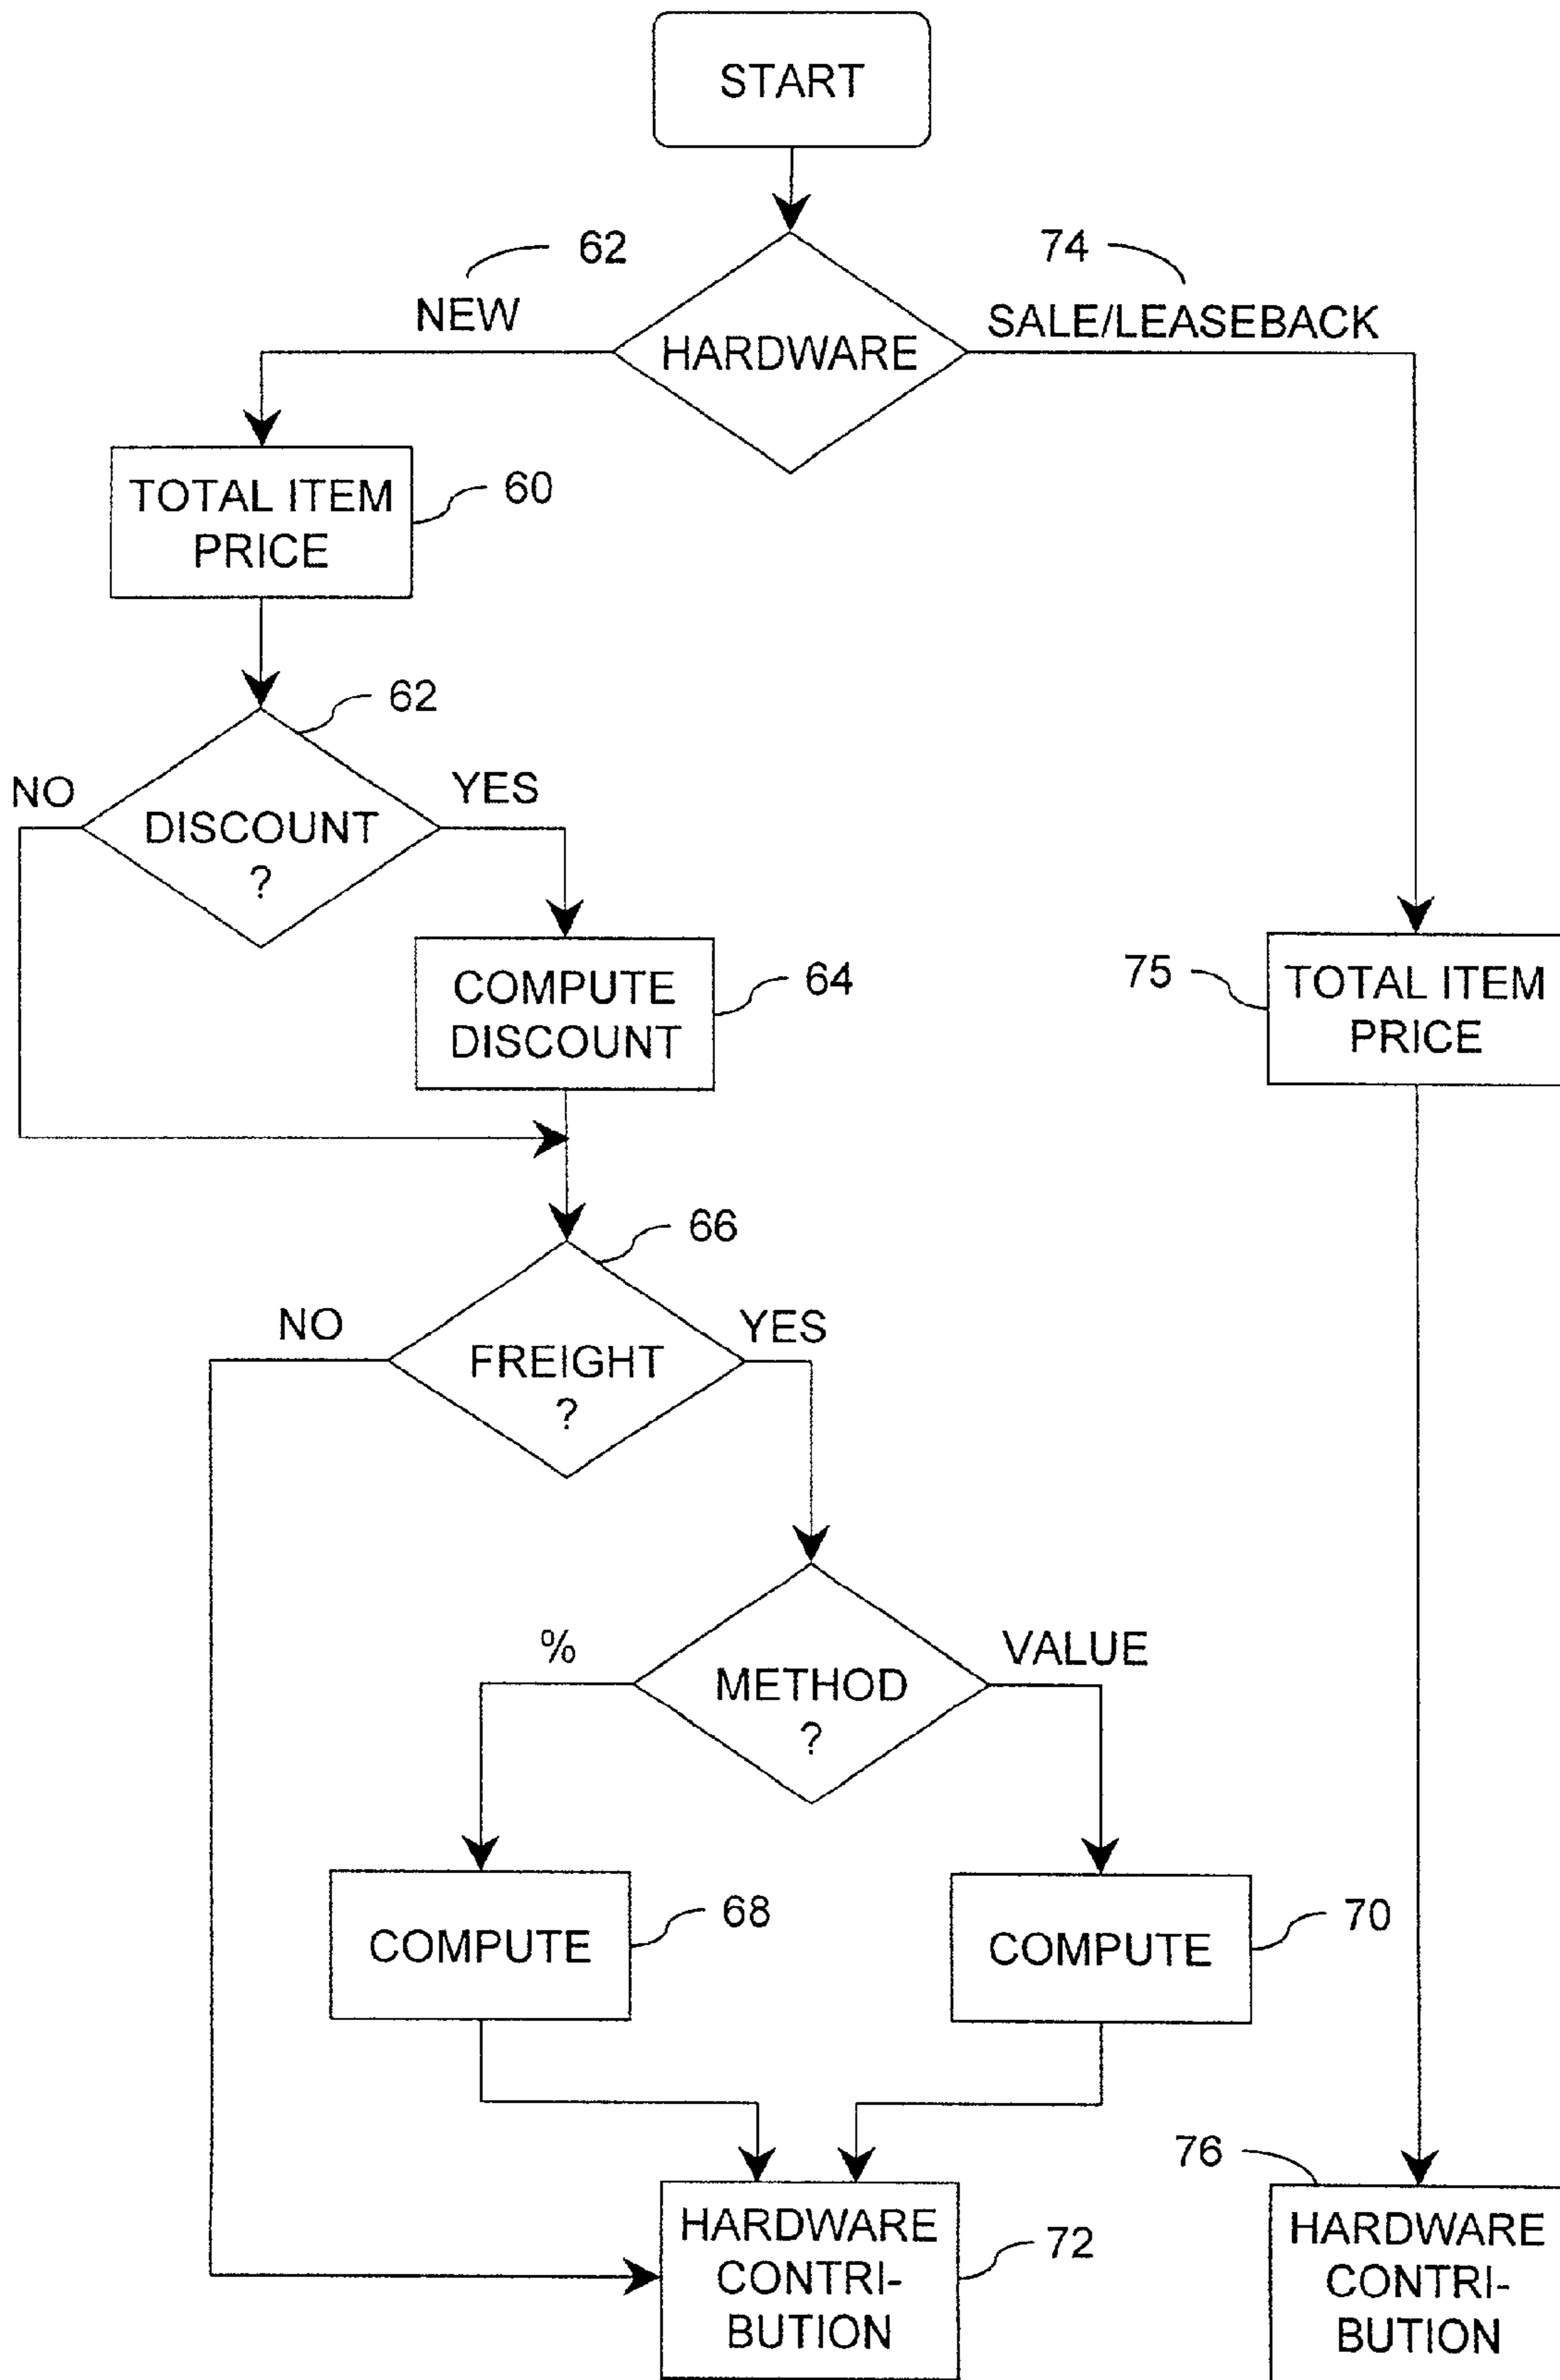 START
62
74
NEW
SALE/LEASEBACK
HARDWARE
TOTAL ITEM
PRICE
60
62
NO
YES
DISCOUNT
?
COMPUTE
DISCOUNT
64
75
TOTAL ITEM
PRICE
66
NO
YES
FREIGHT
?
%
VALUE
METHOD
?
COMPUTE
68
COMPUTE
70
HARDWARE
CONTRI-
BUTION
72
76
HARDWARE
CONTRI-
BUTION